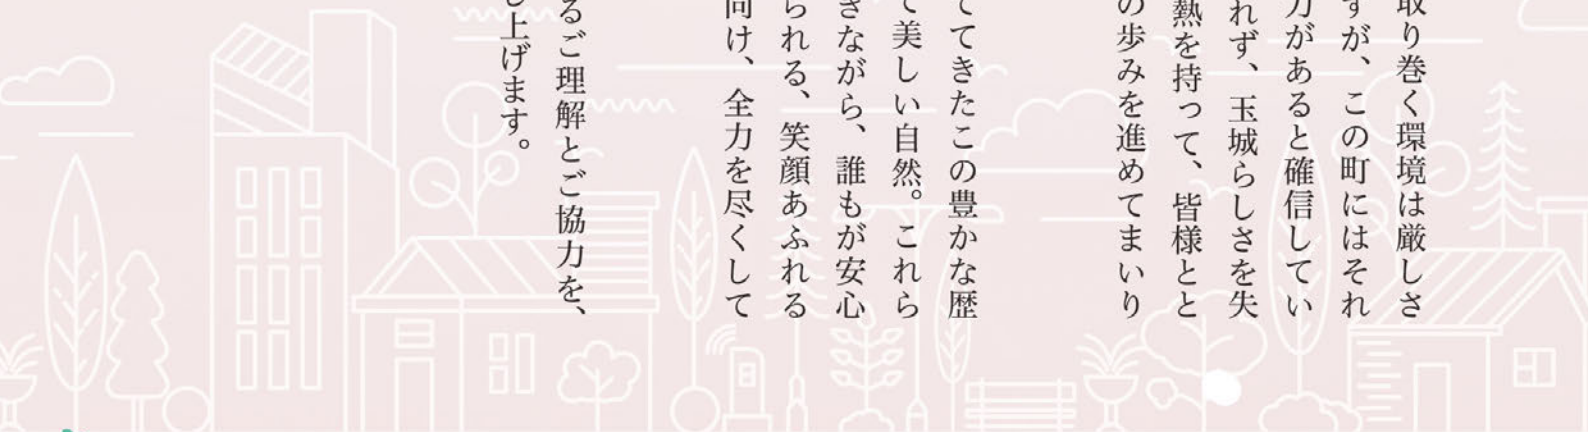 取り巻く環境は厳しさ
すが、この町にはそれ
力があると確信してい
れず、玉城らしさを失
熱を持って、皆様とと
の歩みを進めてまいり
てきたこの豊かな歴
て美しい自然。これら
きながら、誰もが安心
られる、笑顔あふれる
向け、全力を尽くして
るご理解とご協力を、
し上げます。